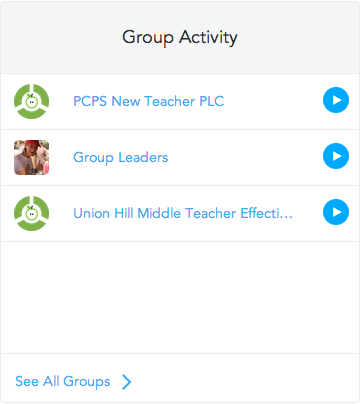 Group Activity
PCPS New Teacher PLC
Group Leaders
Union Hill Middle Teacher Effecti...
See All Groups